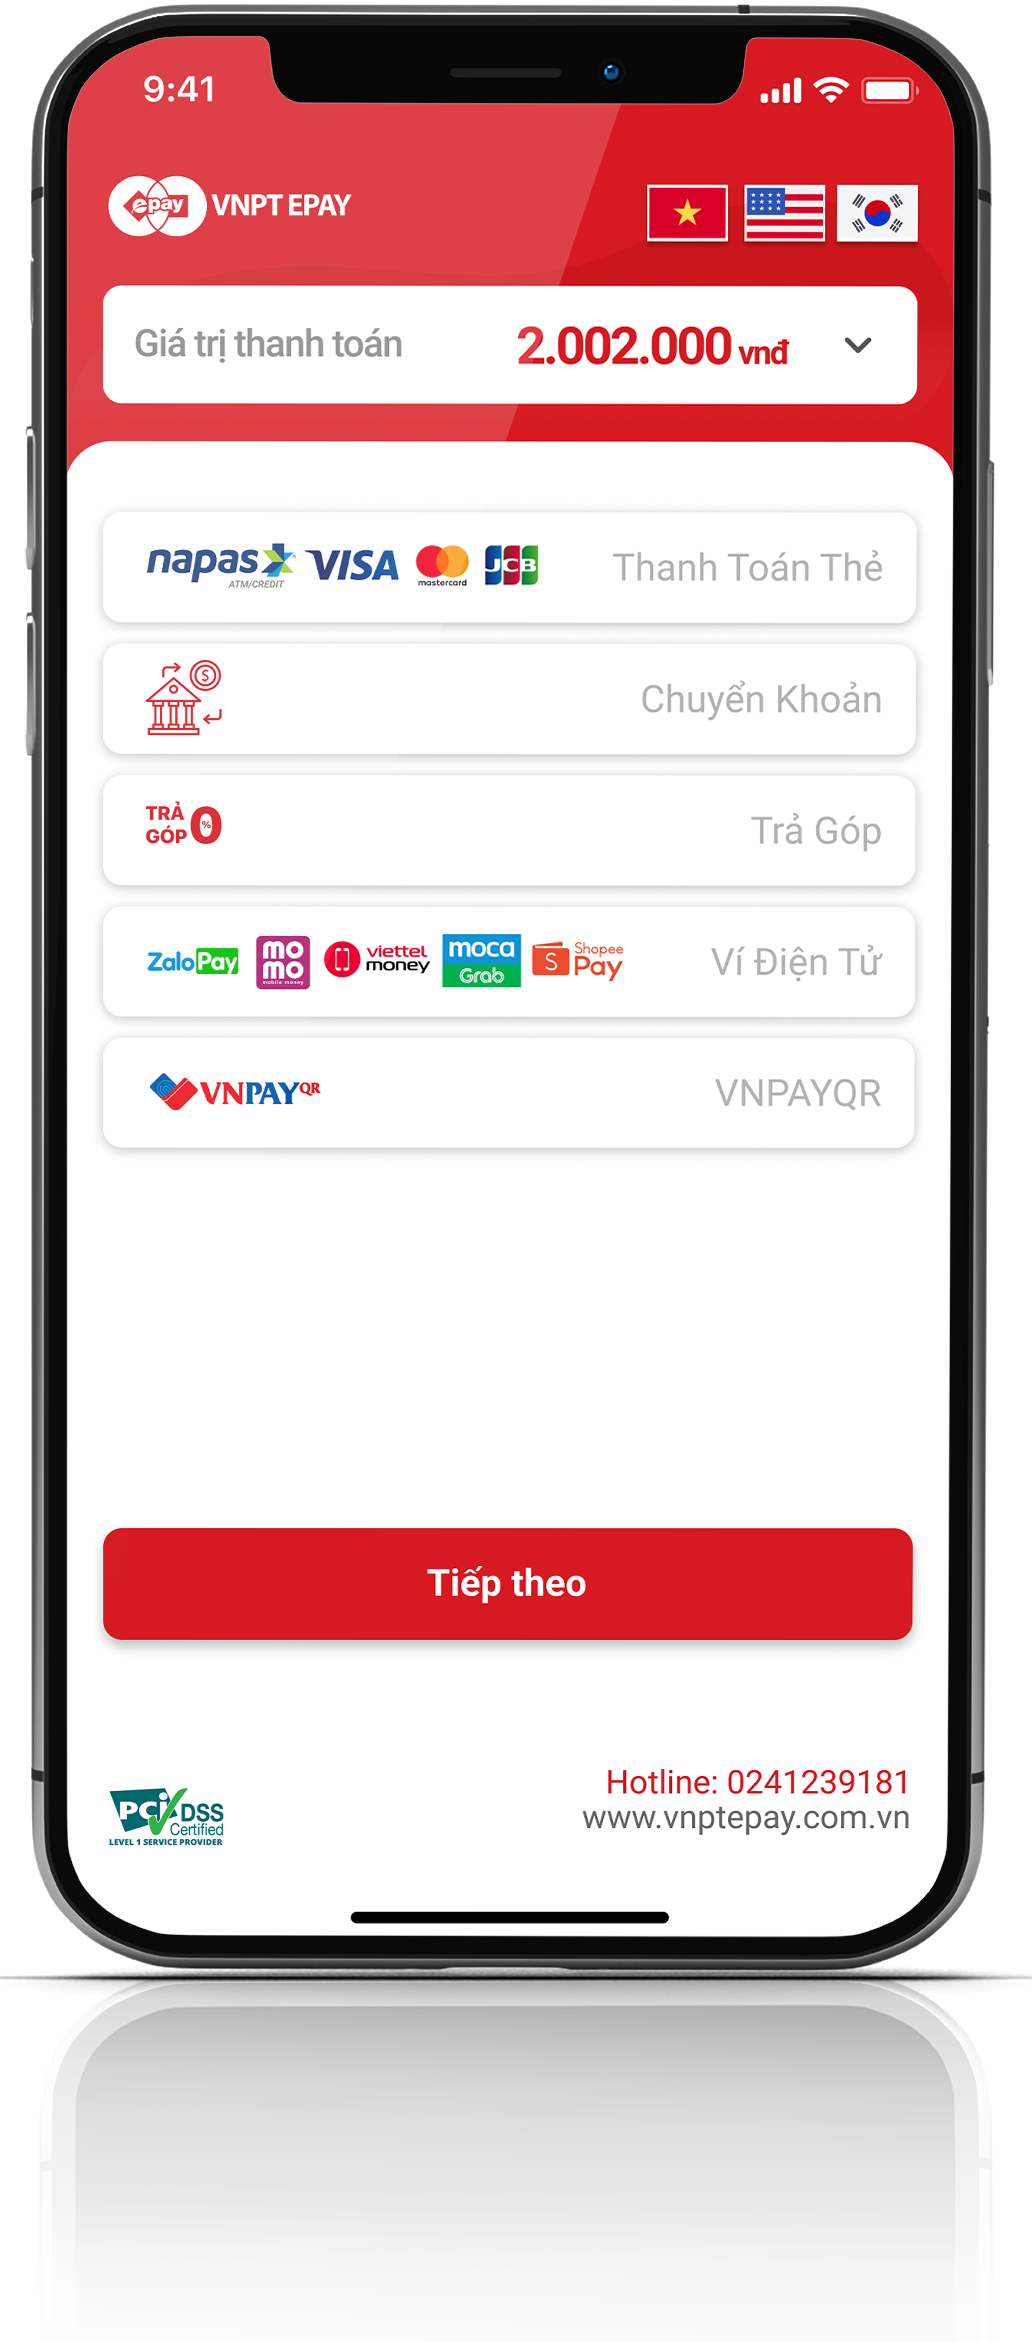 9:41
epay VNPT EPAY
Giá trị thanh toán 2.002.000 vnđ
napas VISA mastercard JCB Thanh Toán Thẻ
ATM/CREDIT
$ Chuyển Khoản
TRẢ GÓP 0% Trả Góp
ZaloPay momo mobile money viettel money moca Grab Shopee Pay Ví Điện Tử
VNPAYQR VNPAYQR
Tiếp theo
Hotline: 0241239181
www.vnptepay.com.vn
PCI DSS
Certified
LEVEL 1 SERVICE PROVIDER